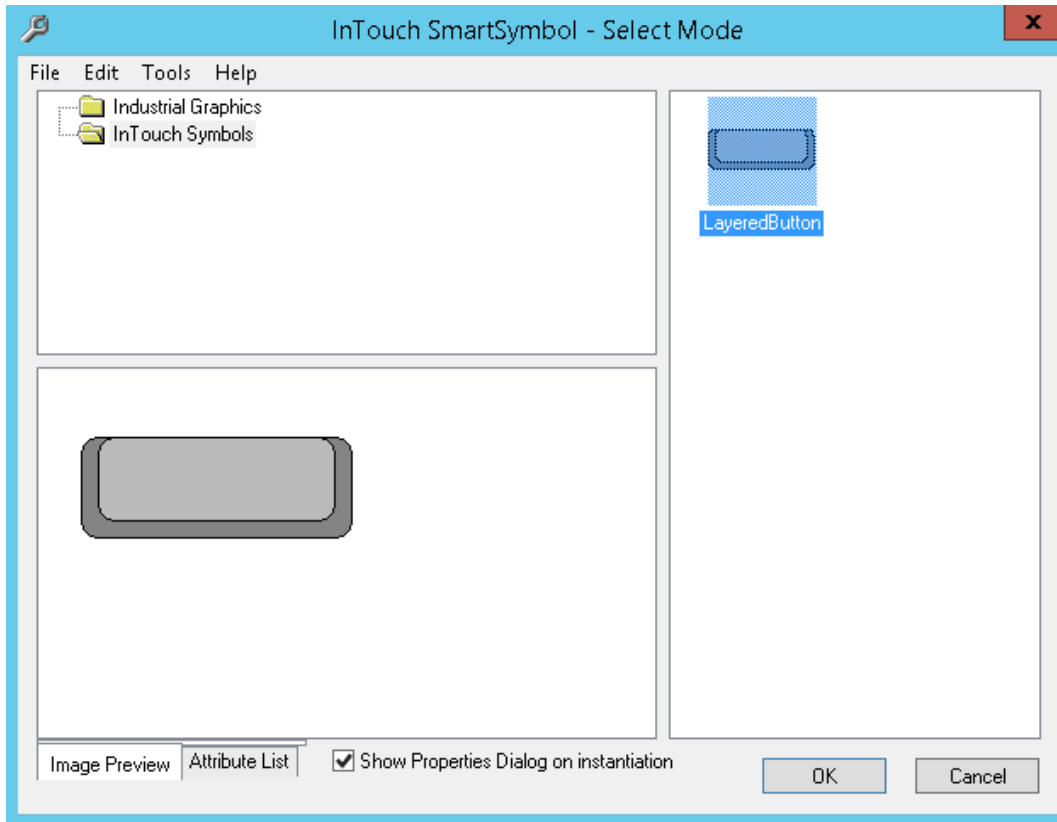 InTouch SmartSymbol - Select Mode
x
File Edit Tools Help
Industrial Graphics
InTouch Symbols
LayeredButton
Image Preview Attribute List Show Properties Dialog on instantiation
OK Cancel